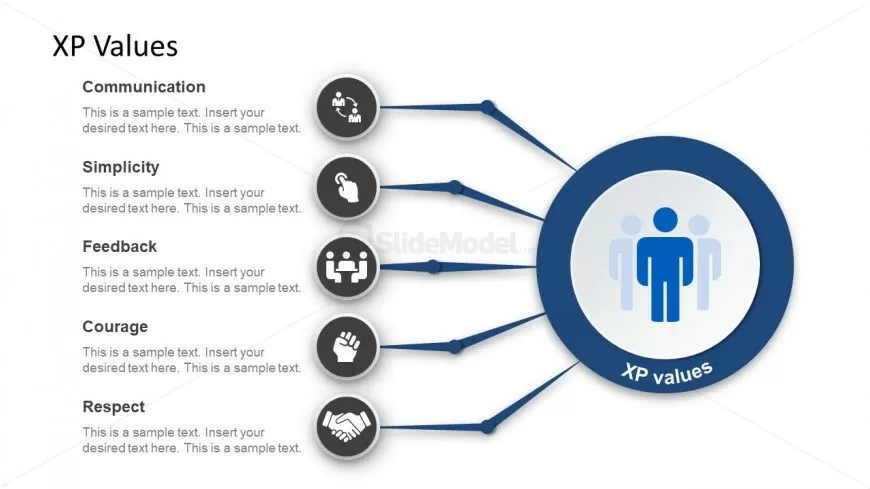 XP Values
Communication
This is a sample text. Insert your
desired text here. This is a sample text.
Simplicity
This is a sample text. Insert your
desired text here. This is a sample text.
Feedback
This is a sample text. Insert your
desired text here. This is a sample text.
Courage
This is a sample text. Insert your
desired text here. This is a sample text.
Respect
This is a sample text. Insert your
desired text here. This is a sample text.
SlideModel
XP values